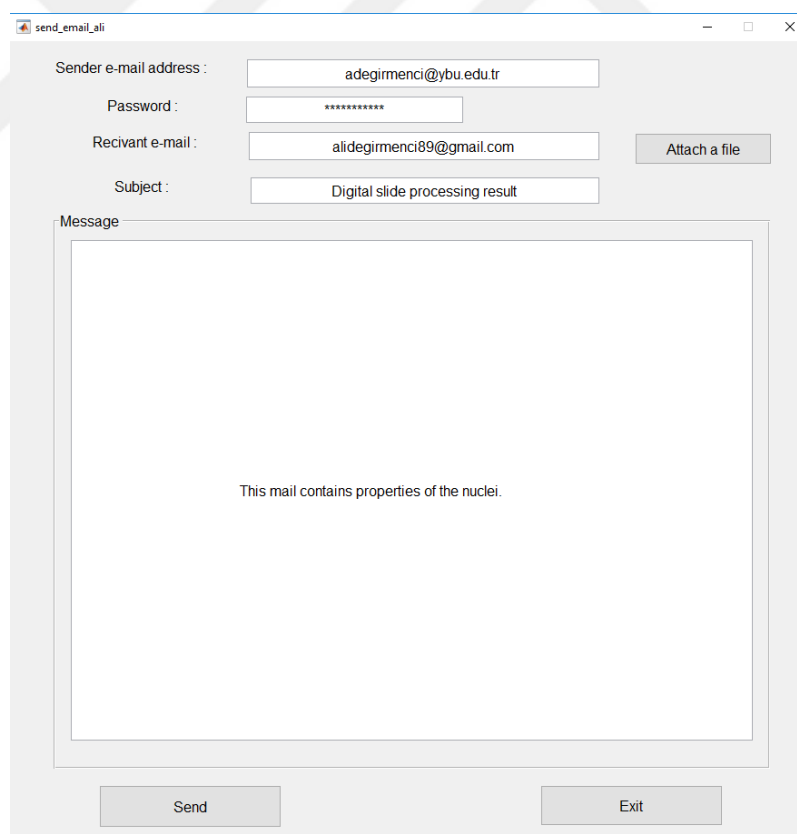 send_email_ali
Sender e-mail address :
adegirmenci@ybu.edu.tr
Password :
***********
Recivant e-mail :
alidegirmenci89@gmail.com
Attach a file
Subject :
Digital slide processing result
Message
This mail contains properties of the nuclei.
Send
Exit